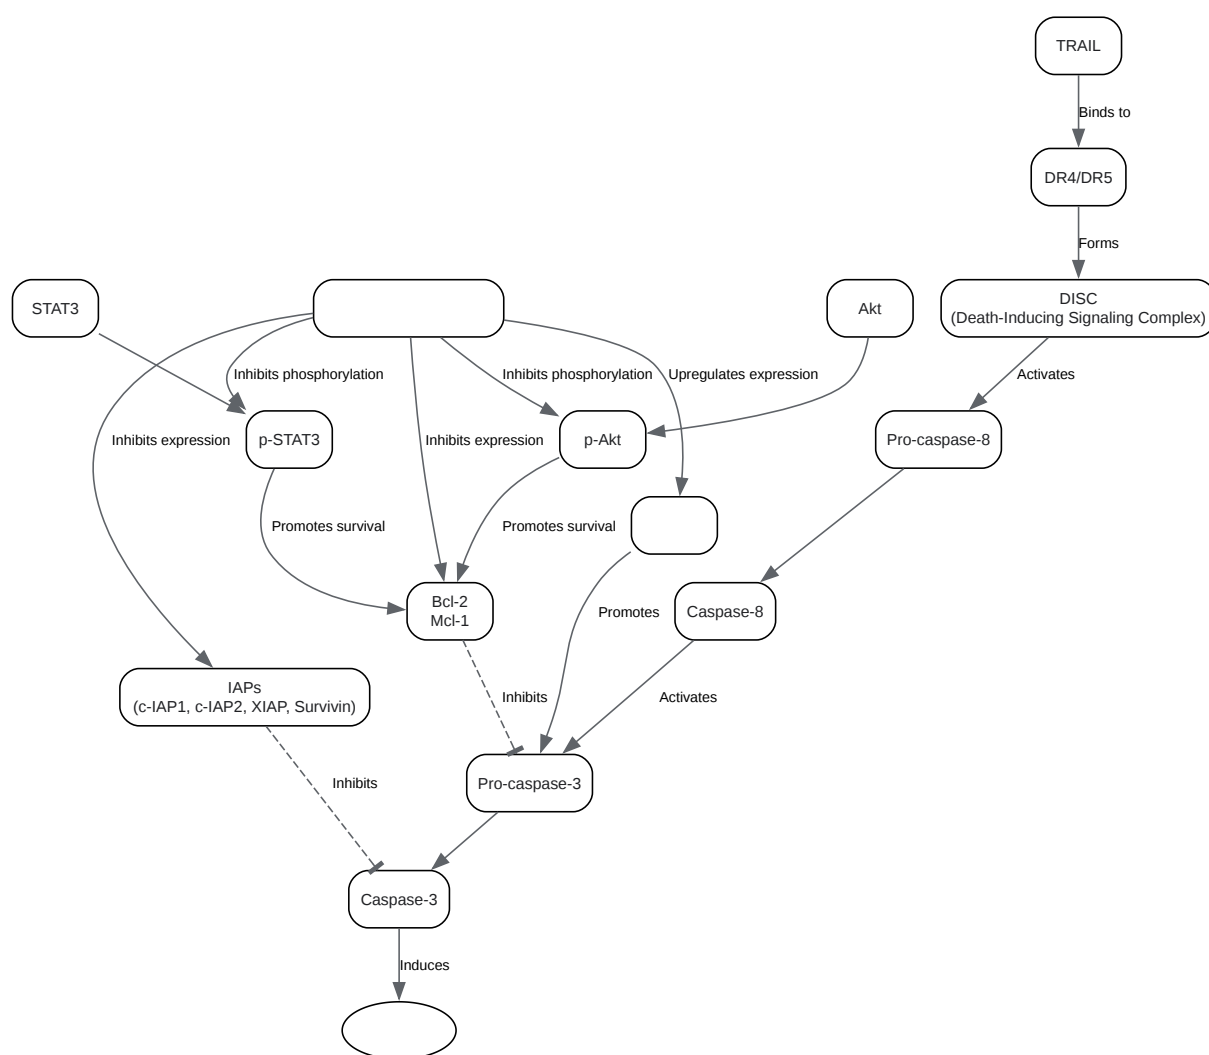 TRAIL
Binds to
DR4/DR5
Forms
STAT3
Akt
DISC
(Death-Inducing Signaling Complex)
Inhibits phosphorylation
Inhibits phosphorylation
Upregulates expression
Activates
Inhibits expression
p-STAT3
Inhibits expression
p-Akt
Pro-caspase-8
Promotes survival
Promotes survival
Bcl-2
Mcl-1
Promotes
Caspase-8
IAPs
(c-IAP1, c-IAP2, XIAP, Survivin)
Inhibits
Activates
Inhibits
Pro-caspase-3
Caspase-3
Induces